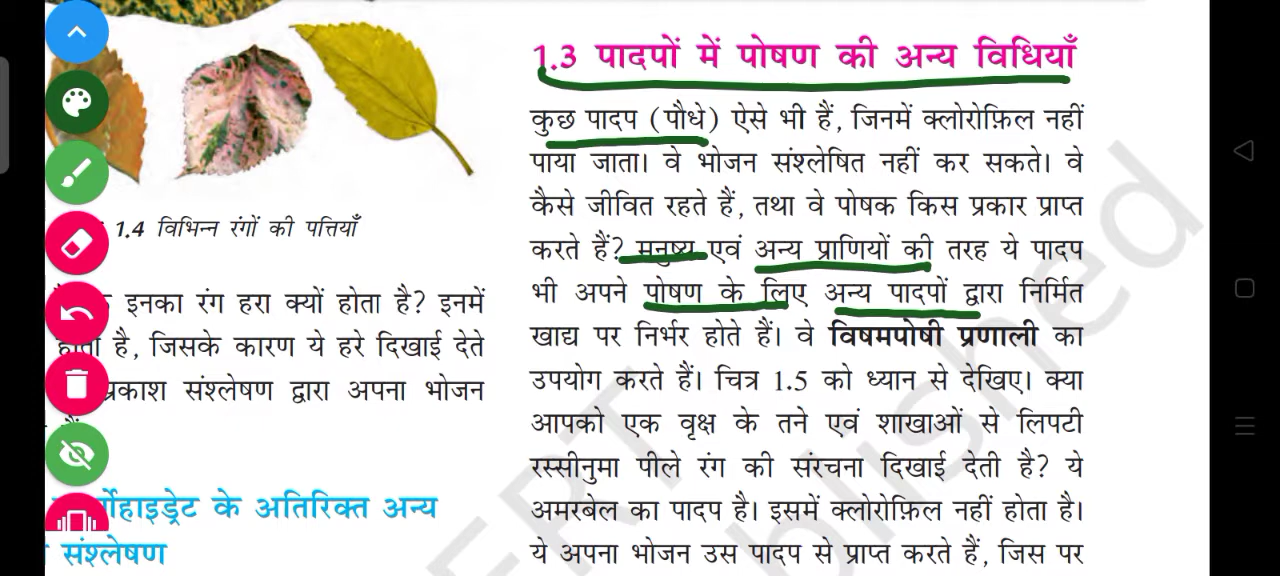 1.4 विभिन्न रंगों की पत्तियाँ
इनका रंग हरा क्यों होता है? इनमें
होता है, जिसके कारण ये हरे दिखाई देते
प्रकाश संश्लेषण द्वारा अपना भोजन
के अतिरिक्त अन्य
संश्लेषण
1.3 पादपों में पोषण की अन्य विधियाँ
कुछ पादप (पौधे) ऐसे भी हैं, जिनमें क्लोरोफ़िल नहीं
पाया जाता। वे भोजन संश्लेषित नहीं कर सकते। वे
कैसे जीवित रहते हैं, तथा वे पोषक किस प्रकार प्राप्त
करते हैं? मनुष्य एवं अन्य प्राणियों की तरह ये पादप
भी अपने पोषण के लिए अन्य पादपों द्वारा निर्मित
खाद्य पर निर्भर होते हैं। वे विषमपोषी प्रणाली का
उपयोग करते हैं। चित्र 1.5 को ध्यान से देखिए। क्या
आपको एक वृक्ष के तने एवं शाखाओं से लिपटी
रस्सीनुमा पीले रंग की संरचना दिखाई देती है? ये
अमरबेल का पादप है। इसमें क्लोरोफ़िल नहीं होता है।
ये अपना भोजन उस पादप से प्राप्त करते हैं, जिस पर
ERT
blished